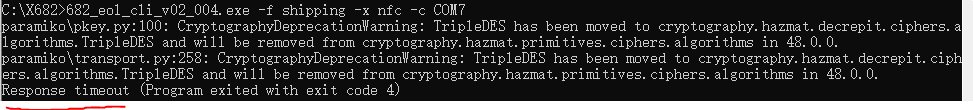 C:\X682>682_eol_cli_v02_004.exe -f shipping -x nfc -c COM7
paramiko\pkey.py:100: CryptographyDeprecationWarning: TripleDES has been moved to cryptography.hazmat.decrepit.ciphers.a
lgorithms.TripleDES and will be removed from cryptography.hazmat.primitives.ciphers.algorithms in 48.0.0.
paramiko\transport.py:258: CryptographyDeprecationWarning: TripleDES has been moved to cryptography.hazmat.decrepit.ciph
ers.algorithms.TripleDES and will be removed from cryptography.hazmat.primitives.ciphers.algorithms in 48.0.0.
Response timeout (Program exited with exit code 4)